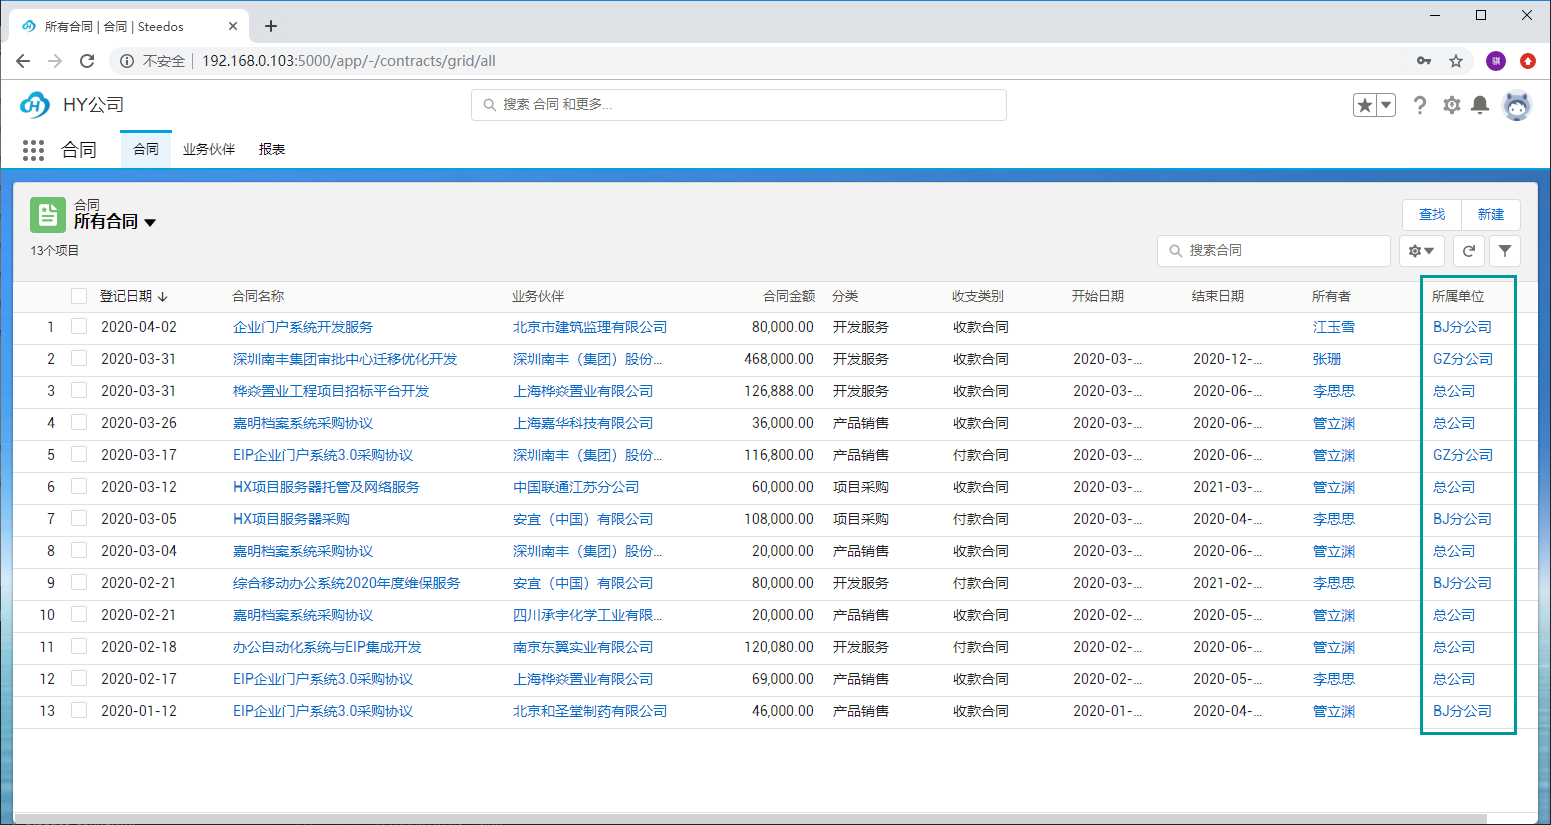 所有合同 | 合同 | Steedos
不安全 192.168.0.103:5000/app/-/contracts/grid/all
HY公司 搜索 合同 和更多...
合同 合同 业务伙伴 报表
合同
所有合同
查找 新建
13个项目
搜索合同
登记日期 合同名称 业务伙伴 合同金额 分类 收支类别 开始日期 结束日期 所有者 所属单位
1 2020-04-02 企业门户系统开发服务 北京市建筑监理有限公司 80,000.00 开发服务 收款合同 江玉雪 BJ分公司
2 2020-03-31 深圳南丰集团审批中心迁移优化开发 深圳南丰（集团）股份... 468,000.00 开发服务 收款合同 2020-03-... 2020-12-... 张珊 GZ分公司
3 2020-03-31 桦焱置业工程项目招标平台开发 上海桦焱置业有限公司 126,888.00 开发服务 收款合同 2020-03-... 2020-06-... 李思思 总公司
4 2020-03-26 嘉明档案系统采购协议 上海嘉华科技有限公司 36,000.00 产品销售 收款合同 2020-03-... 2020-06-... 管立渊 总公司
5 2020-03-17 EIP企业门户系统3.0采购协议 深圳南丰（集团）股份... 116,800.00 产品销售 付款合同 2020-03-... 2020-06-... 管立渊 GZ分公司
6 2020-03-12 HX项目服务器托管及网络服务 中国联通江苏分公司 60,000.00 项目采购 收款合同 2020-03-... 2021-03-... 管立渊 总公司
7 2020-03-05 HX项目服务器采购 安宜（中国）有限公司 108,000.00 项目采购 付款合同 2020-03-... 2020-04-... 李思思 BJ分公司
8 2020-03-04 嘉明档案系统采购协议 深圳南丰（集团）股份... 20,000.00 产品销售 收款合同 2020-03-... 2020-06-... 管立渊 总公司
9 2020-02-21 综合移动办公系统2020年度维保服务 安宜（中国）有限公司 80,000.00 开发服务 付款合同 2020-02-... 2021-02-... 李思思 BJ分公司
10 2020-02-21 嘉明档案系统采购协议 四川承宇化学工业有限... 20,000.00 产品销售 收款合同 2020-02-... 2020-05-... 管立渊 总公司
11 2020-02-18 办公自动化系统与EIP集成开发 南京东翼实业有限公司 120,080.00 开发服务 付款合同 2020-02-... 2020-06-... 管立渊 总公司
12 2020-02-17 EIP企业门户系统3.0采购协议 上海桦焱置业有限公司 69,000.00 产品销售 收款合同 2020-02-... 2020-05-... 李思思 总公司
13 2020-01-12 EIP企业门户系统3.0采购协议 北京和圣堂制药有限公司 46,000.00 产品销售 收款合同 2020-01-... 2020-04-... 管立渊 BJ分公司